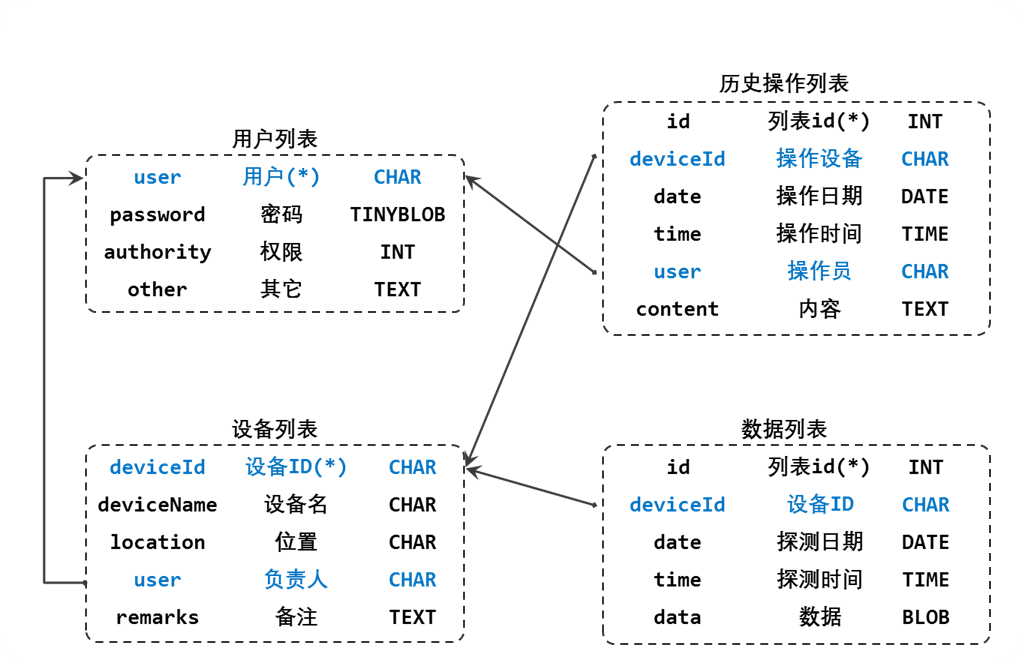 用户列表
user 用户(*) CHAR
password 密码 TINYBLOB
authority 权限 INT
other 其它 TEXT
历史操作列表
id 列表id(*) INT
deviceId 操作设备 CHAR
date 操作日期 DATE
time 操作时间 TIME
user 操作员 CHAR
content 内容 TEXT
设备列表
deviceId 设备ID(*) CHAR
deviceName 设备名 CHAR
location 位置 CHAR
user 负责人 CHAR
remarks 备注 TEXT
数据列表
id 列表id(*) INT
deviceId 设备ID CHAR
date 探测日期 DATE
time 探测时间 TIME
data 数据 BLOB